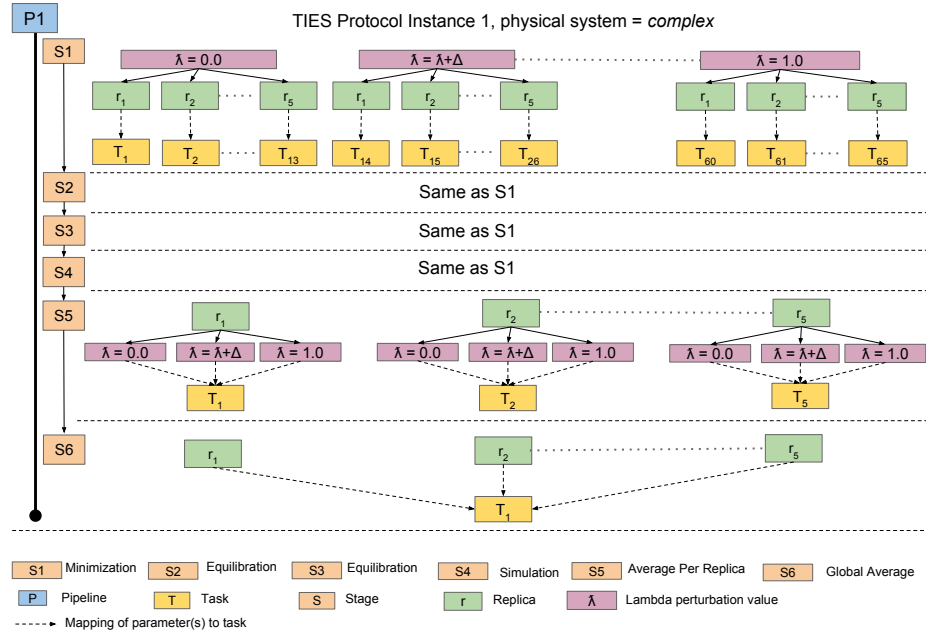 P1
TIES Protocol Instance 1, physical system = complex
S1
ƛ = 0.0
ƛ = ƛ+Δ
ƛ = 1.0
r1 r2 r5 r1 r2 r5 r1 r2 r5
T1 T2 T13 T14 T15 T26 T60 T61 T65
S2
Same as S1
S3
Same as S1
S4
Same as S1
S5
r1 r2 r5
ƛ = 0.0 ƛ = ƛ+Δ ƛ = 1.0 ƛ = 0.0 ƛ = ƛ+Δ ƛ = 1.0 ƛ = 0.0 ƛ = ƛ+Δ ƛ = 1.0
T1 T2 T5
S6
r1 r2 r5
T1
S1 Minimization S2 Equilibration S3 Equilibration S4 Simulation S5 Average Per Replica S6 Global Average
P Pipeline T Task S Stage r Replica ƛ Lambda perturbation value
Mapping of parameter(s) to task